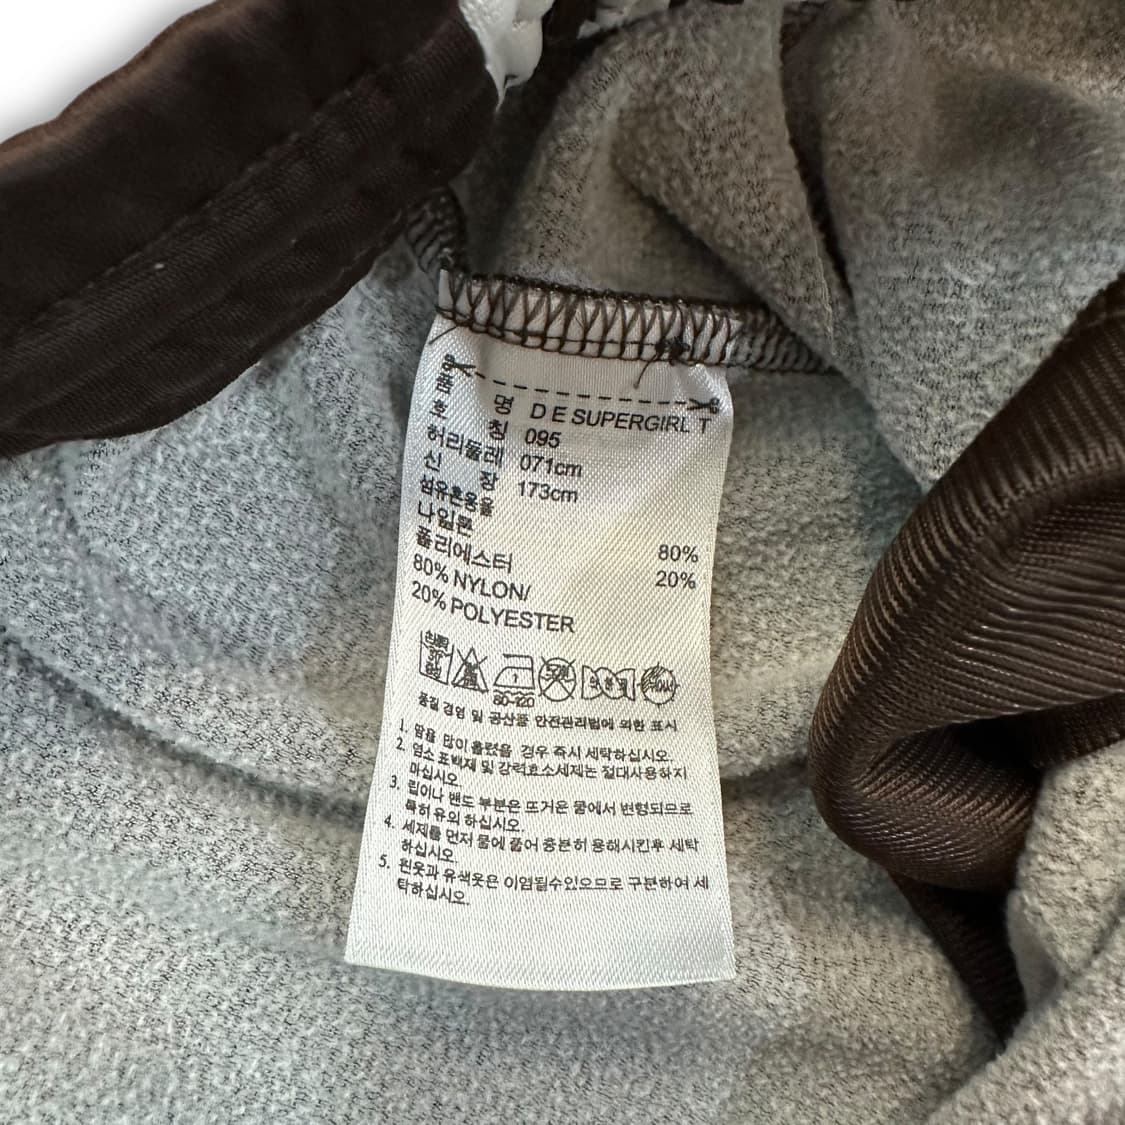 품 명 D E SUPERGIRL T
호 칭 095
허리둘레 071cm
신 장 173cm
섬유혼용율
나일론 80%
폴리에스터 20%
80% NYLON/
20% POLYESTER
80-120
품질 경영 및 공산품 안전관리법에 의한 표시
1. 땀을 많이 흘렸을 경우 즉시 세탁하십시오.
2. 염소 표백제 및 강력효소세제는 절대사용하지
마십시오.
3. 립이나 밴드 부분은 뜨거운 물에서 변형되므로
특히 유의 하십시오.
4. 세제를 먼저 물에 풀어 충분히 용해시킨후 세탁
하십시오.
5. 흰옷과 유색옷은 이염될수있으므로 구분하여 세
탁하십시오.